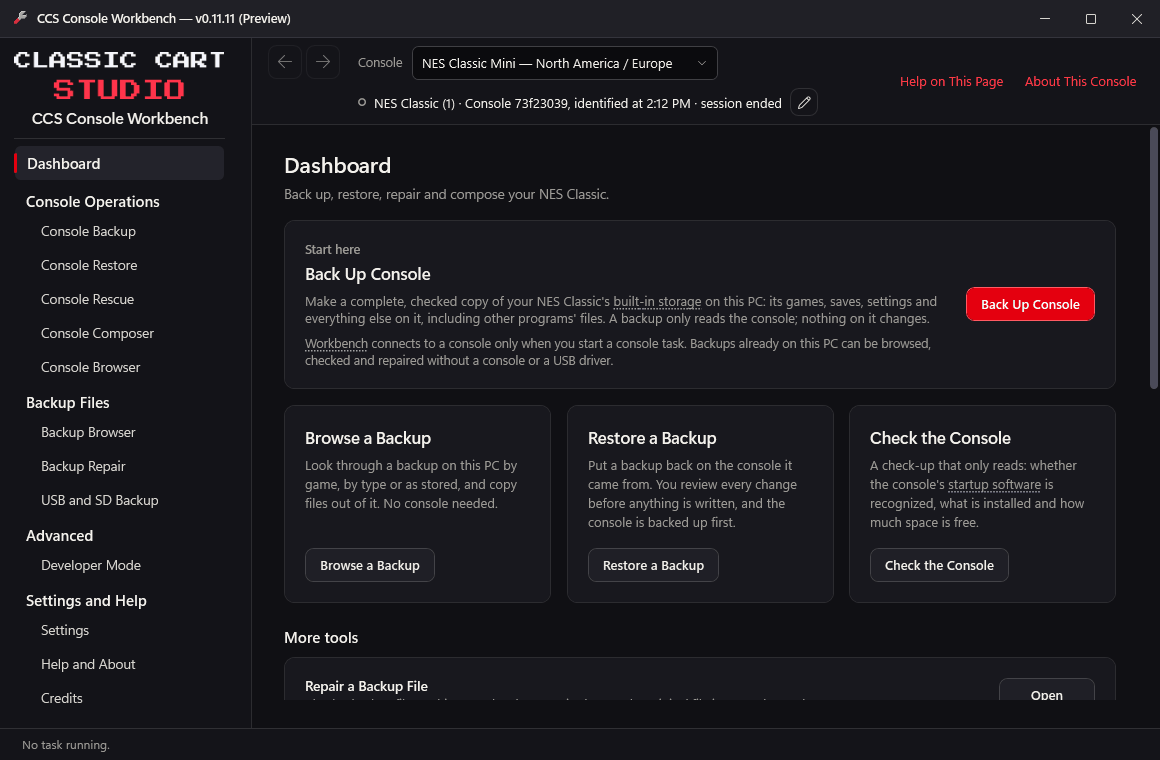 CCS Console Workbench — v0.11.11 (Preview)
CLASSIC CART
STUDIO
CCS Console Workbench
Dashboard
Console Operations
Console Backup
Console Restore
Console Rescue
Console Composer
Console Browser
Backup Files
Backup Browser
Backup Repair
USB and SD Backup
Advanced
Developer Mode
Settings and Help
Settings
Help and About
Credits
Console
NES Classic Mini — North America / Europe
Help on This Page
About This Console
NES Classic (1) · Console 73f23039, identified at 2:12 PM · session ended
Dashboard
Back up, restore, repair and compose your NES Classic.
Start here
Back Up Console
Make a complete, checked copy of your NES Classic's built-in storage on this PC: its games, saves, settings and
everything else on it, including other programs' files. A backup only reads the console; nothing on it changes.
Workbench connects to a console only when you start a console task. Backups already on this PC can be browsed,
checked and repaired without a console or a USB driver.
Back Up Console
Browse a Backup
Look through a backup on this PC by
game, by type or as stored, and copy
files out of it. No console needed.
Browse a Backup
Restore a Backup
Put a backup back on the console it
came from. You review every change
before anything is written, and the
console is backed up first.
Restore a Backup
Check the Console
A check-up that only reads: whether
the console's startup software is
recognized, what is installed and how
much space is free.
Check the Console
More tools
Repair a Backup File
Open
No task running.